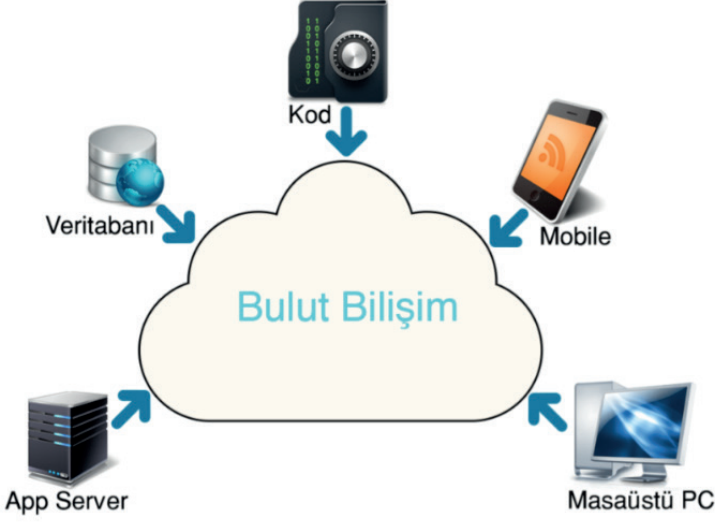 Kod
Veritabanı
Mobile
Bulut Bilişim
App Server
Masaüstü PC